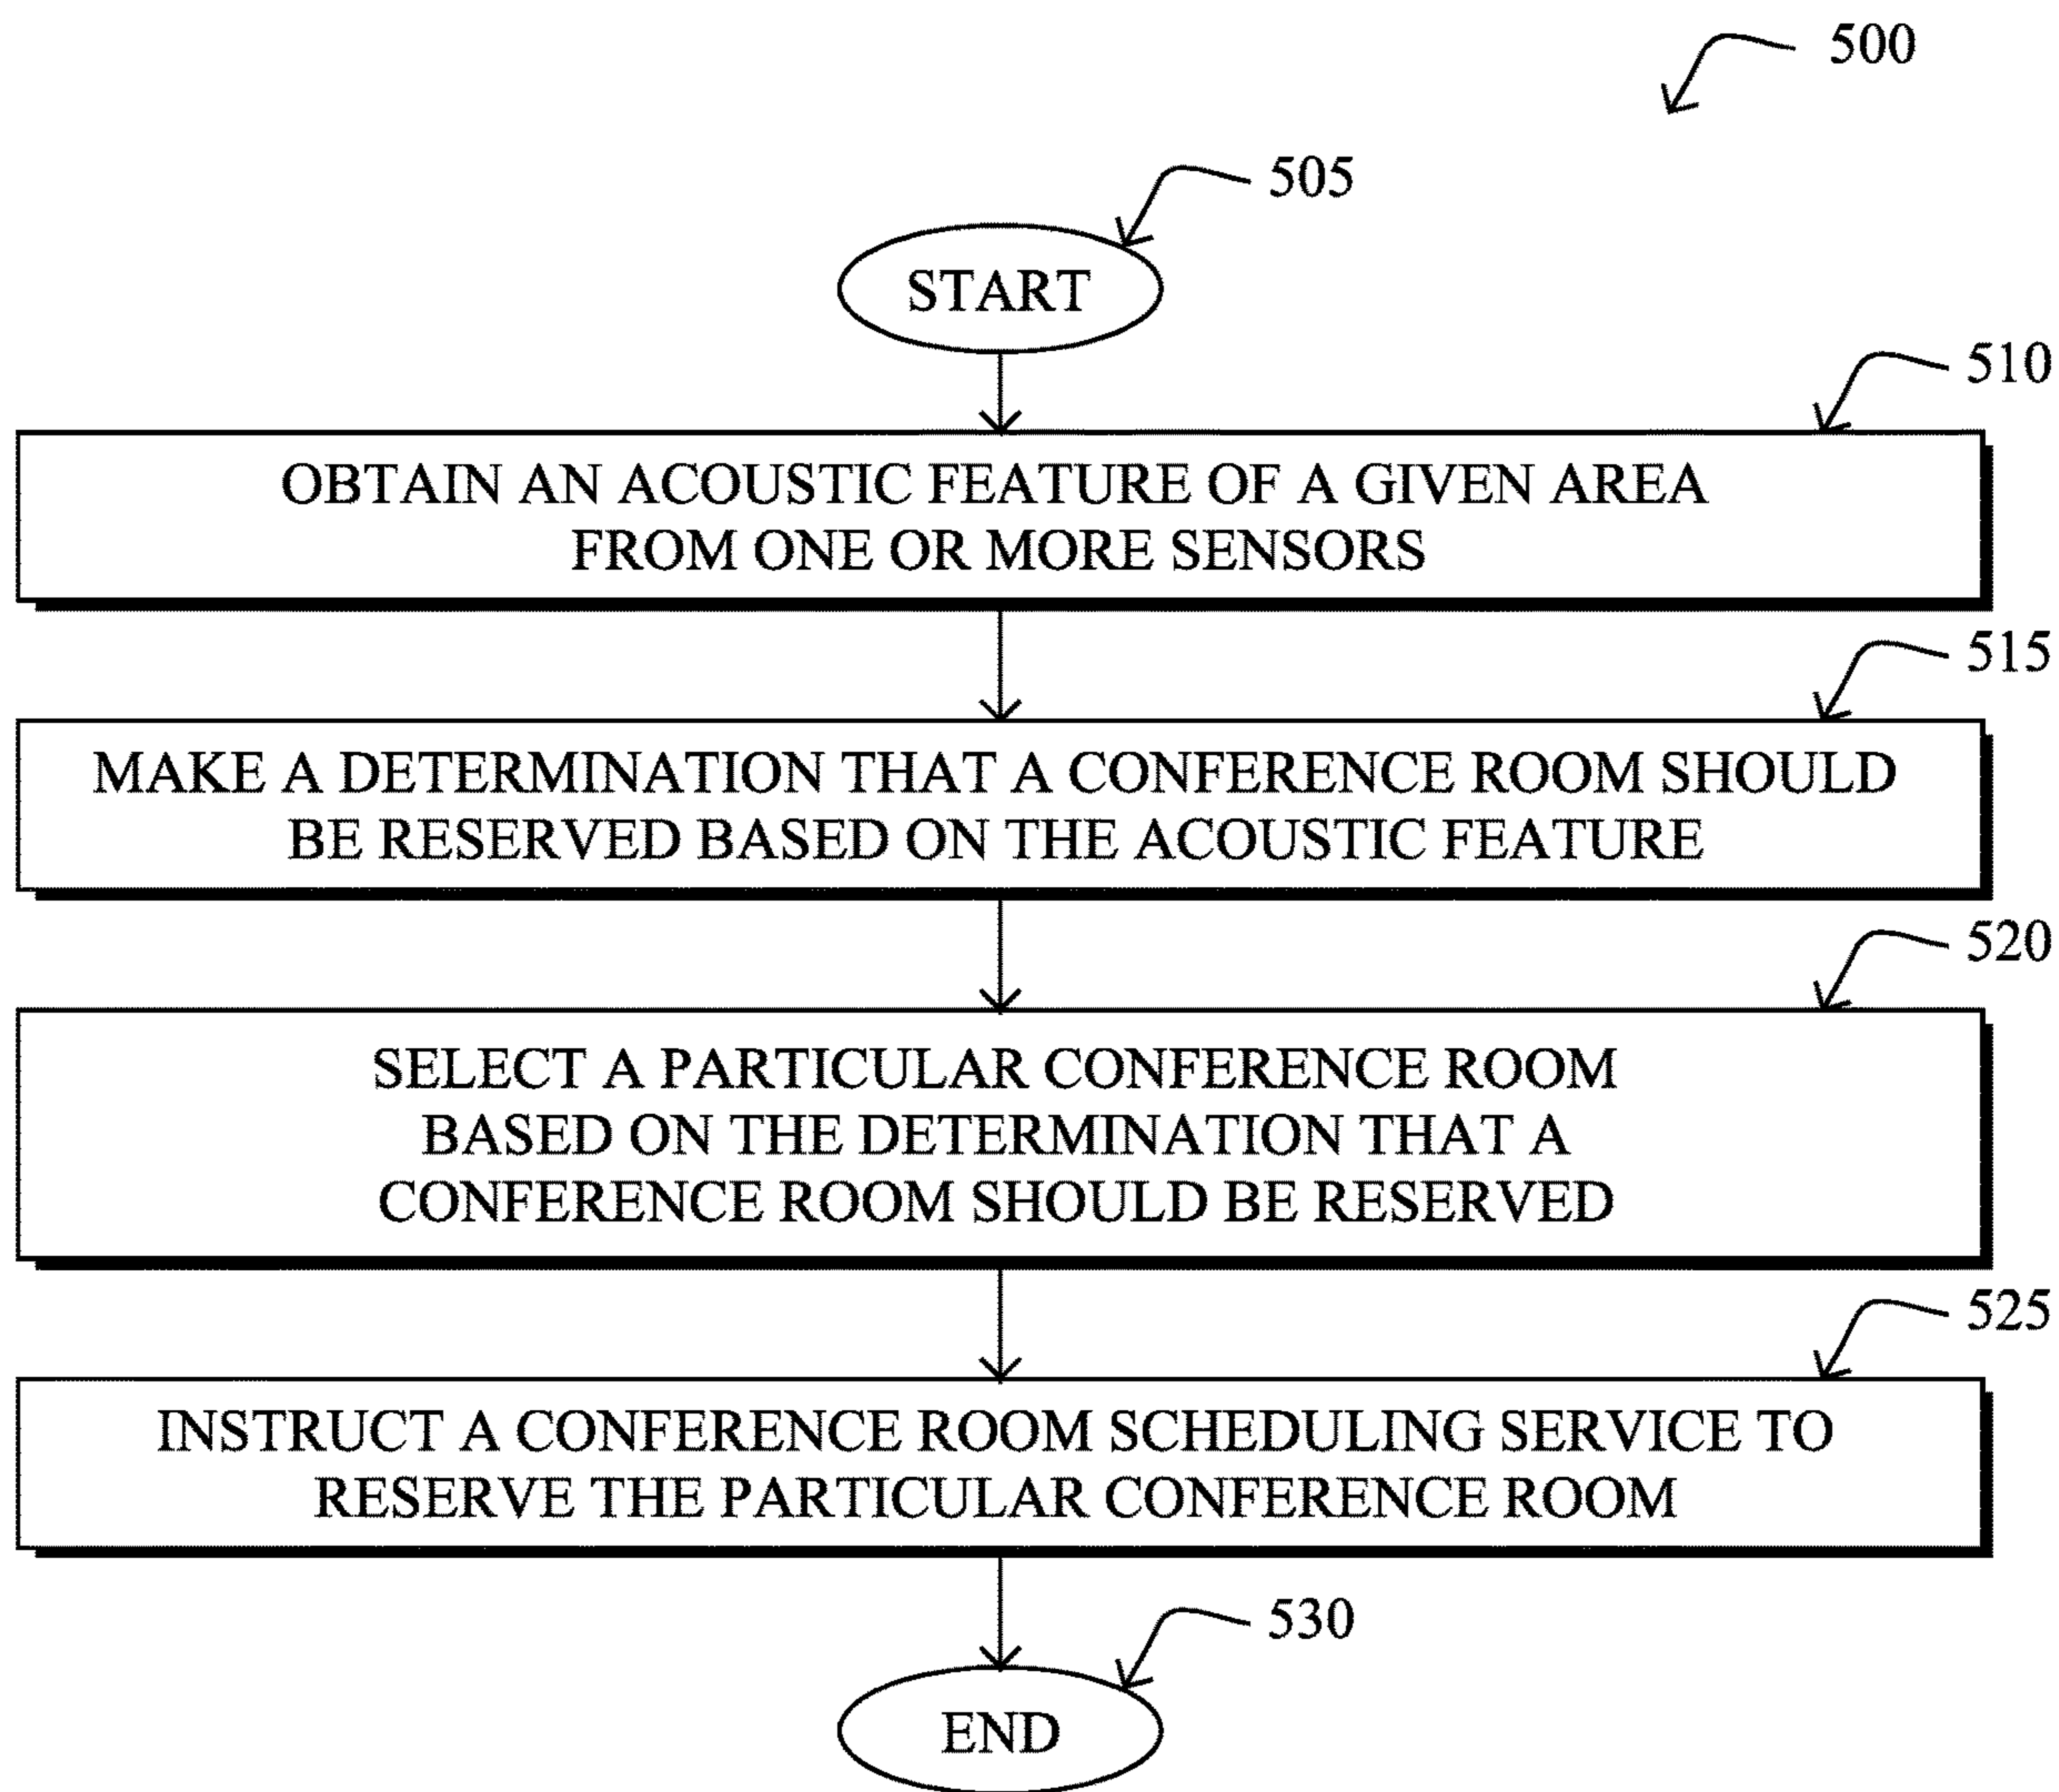 500
505
START
510
OBTAIN AN ACOUSTIC FEATURE OF A GIVEN AREA
FROM ONE OR MORE SENSORS
515
MAKE A DETERMINATION THAT A CONFERENCE ROOM SHOULD
BE RESERVED BASED ON THE ACOUSTIC FEATURE
520
SELECT A PARTICULAR CONFERENCE ROOM
BASED ON THE DETERMINATION THAT A
CONFERENCE ROOM SHOULD BE RESERVED
525
INSTRUCT A CONFERENCE ROOM SCHEDULING SERVICE TO
RESERVE THE PARTICULAR CONFERENCE ROOM
530
END